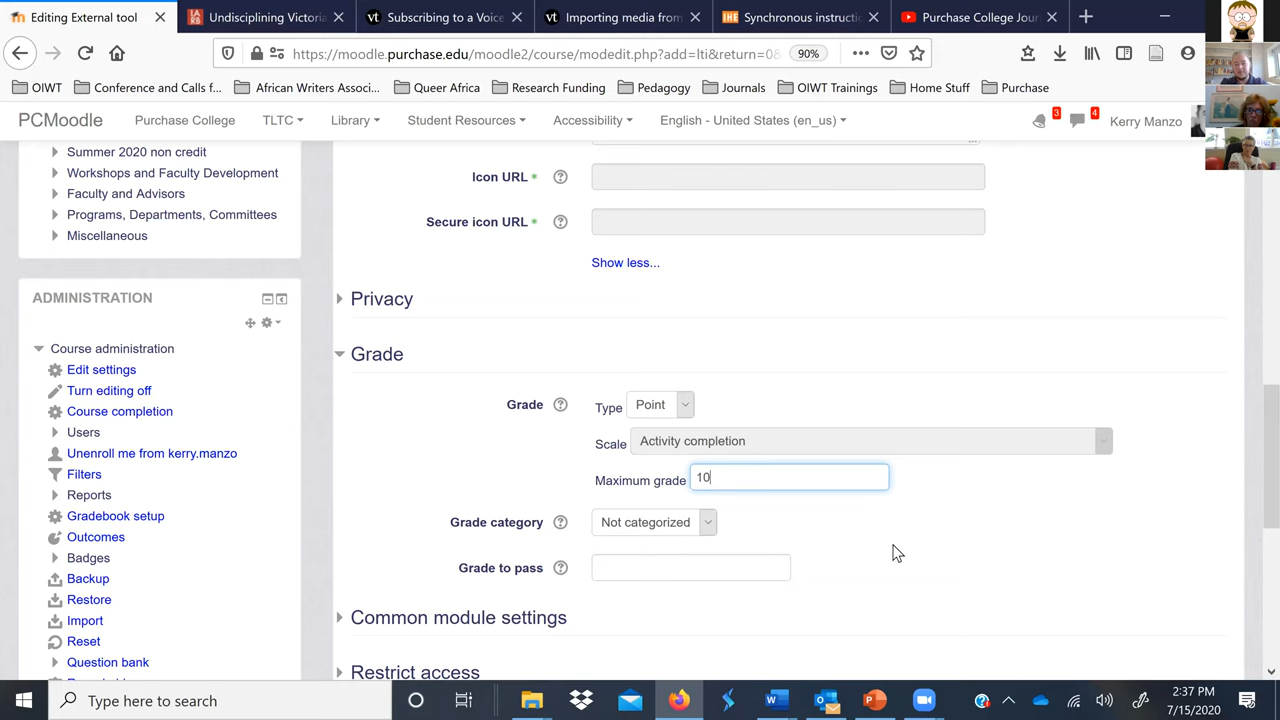 Editing External tool
Undisciplining Victoria
Subscribing to a Voice
Importing media from
Synchronous instructi
Purchase College Jour
https://moodle.purchase.edu/moodle2/course/modedit.php?add=lti&return=0&
90%
OIWT
Conference and Calls f...
African Writers Associ...
Queer Africa
Research Funding
Pedagogy
Journals
OIWT Trainings
Home Stuff
Purchase
PCMoodle
Purchase College
TLTC
Library
Student Resources
Accessibility
English - United States (en_us)
3
4
Kerry Manzo
Summer 2020 non credit
Workshops and Faculty Development
Faculty and Advisors
Programs, Departments, Committees
Miscellaneous
ADMINISTRATION
Course administration
Edit settings
Turn editing off
Course completion
Users
Unenroll me from kerry.manzo
Filters
Reports
Gradebook setup
Outcomes
Badges
Backup
Restore
Import
Reset
Question bank
Icon URL *
Secure icon URL *
Show less...
Privacy
Grade
Grade
Type Point
Scale Activity completion
Maximum grade 10
Grade category Not categorized
Grade to pass
Common module settings
Restrict access
Type here to search
2:37 PM
7/15/2020